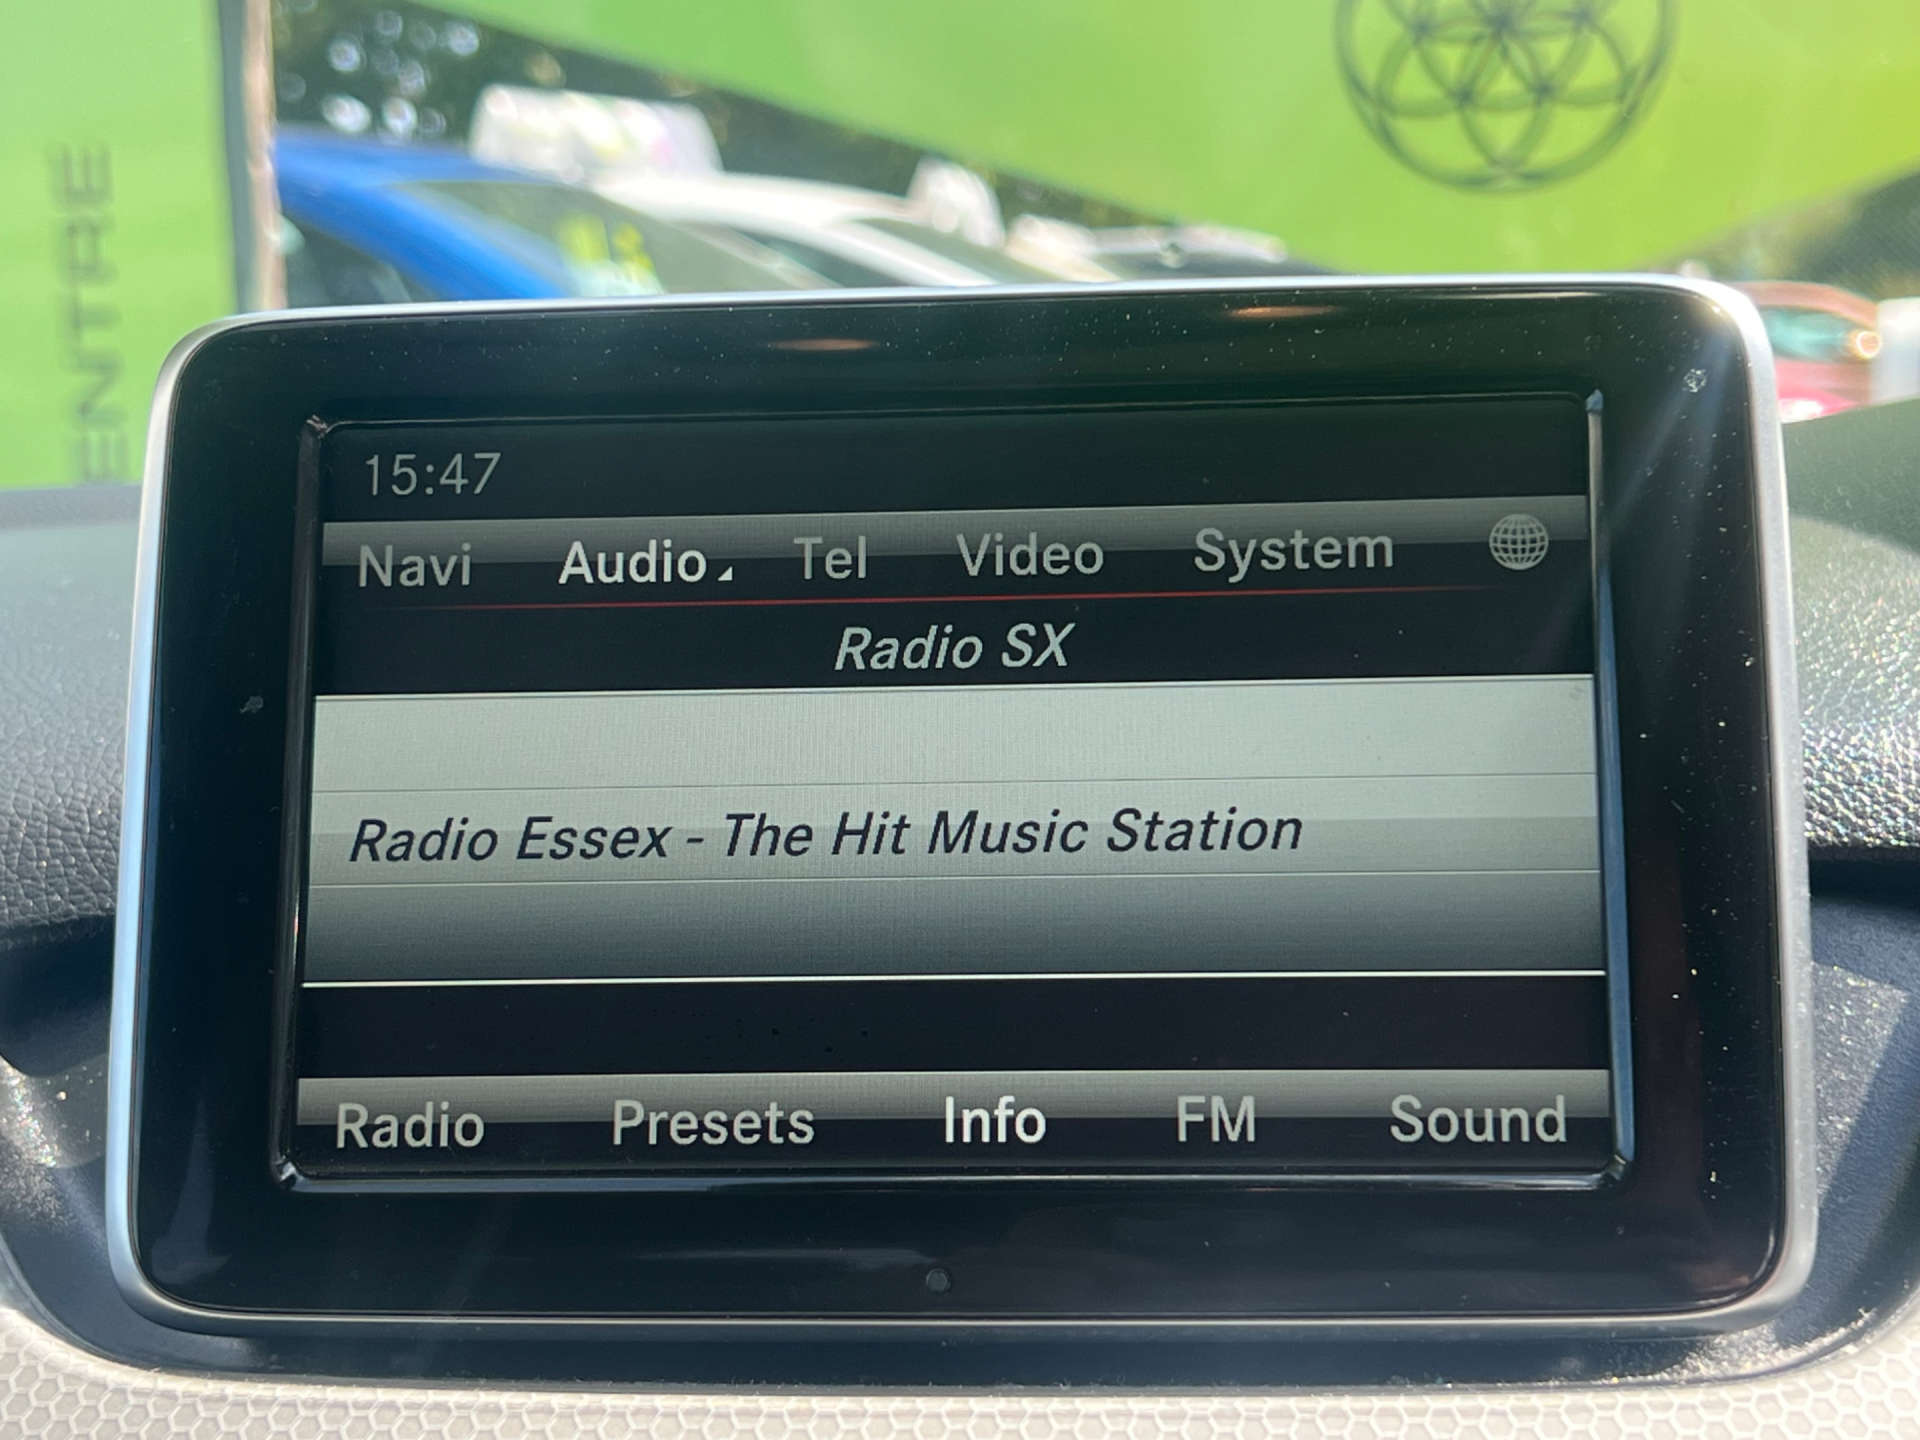 ENTRE
15:47
Navi Audio Tel Video System
Radio SX
Radio Essex - The Hit Music Station
Radio Presets Info FM Sound